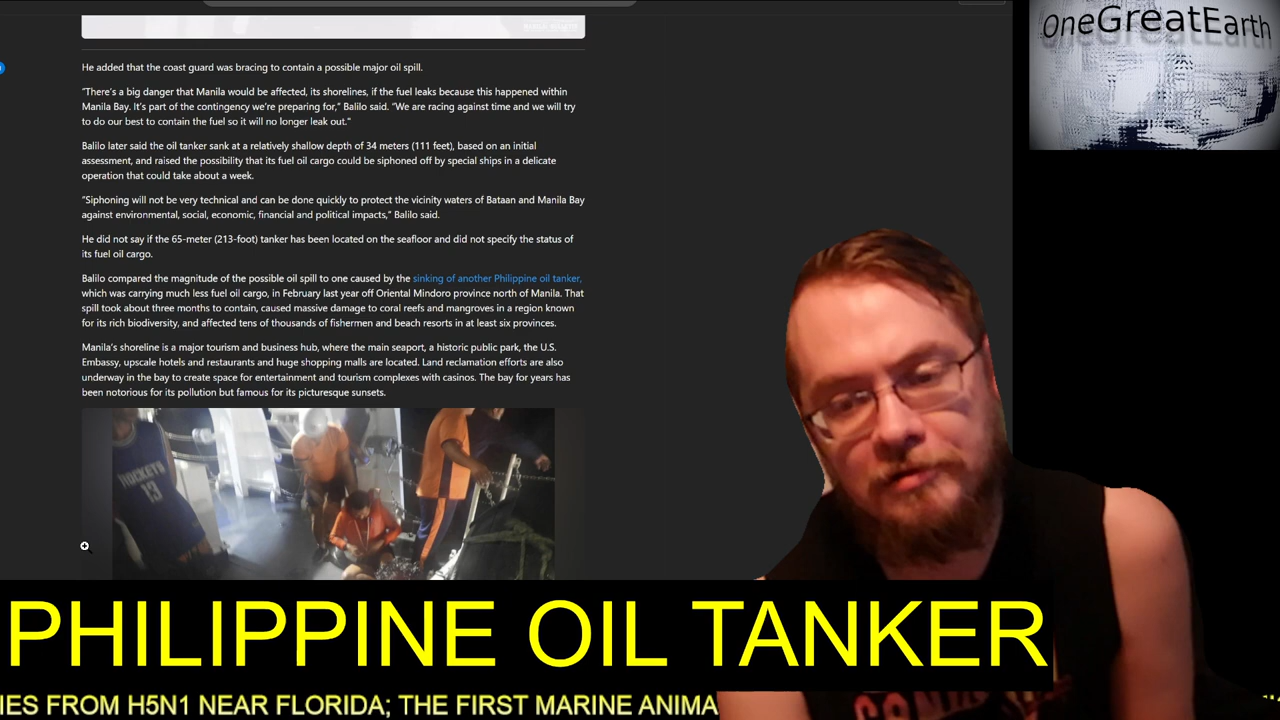 OneGreatEarth
He added that the coast guard was bracing to contain a possible major oil spill.
"There's a big danger that Manila would be affected, its shorelines, if the fuel leaks because this happened within
Manila Bay. It's part of the contingency we're preparing for," Balilo said. "We are racing against time and we will try
to do our best to contain the fuel so it will no longer leak out."
Balilo later said the oil tanker sank at a relatively shallow depth of 34 meters (111 feet), based on an initial
assessment, and raised the possibility that its fuel oil cargo could be siphoned off by special ships in a delicate
operation that could take about a week.
"Siphoning will not be very technical and can be done quickly to protect the vicinity waters of Bataan and Manila Bay
against environmental, social, economic, financial and political impacts," Balilo said.
He did not say if the 65-meter (213-foot) tanker has been located on the seafloor and did not specify the status of
its fuel oil cargo.
Balilo compared the magnitude of the possible oil spill to one caused by the sinking of another Philippine oil tanker,
which was carrying much less fuel oil cargo, in February last year off Oriental Mindoro province north of Manila. That
spill took about three months to contain, caused massive damage to coral reefs and mangroves in a region known
for its rich biodiversity, and affected tens of thousands of fishermen and beach resorts in at least six provinces.
Manila's shoreline is a major tourism and business hub, where the main seaport, a historic public park, the U.S.
Embassy, upscale hotels and restaurants and huge shopping malls are located. Land reclamation efforts are also
underway in the bay to create space for entertainment and tourism complexes with casinos. The bay for years has
been notorious for its pollution but famous for its picturesque sunsets.
ROCKETS
13
PHILIPPINE OIL TANKER
IES FROM H5N1 NEAR FLORIDA; THE FIRST MARINE ANIMA